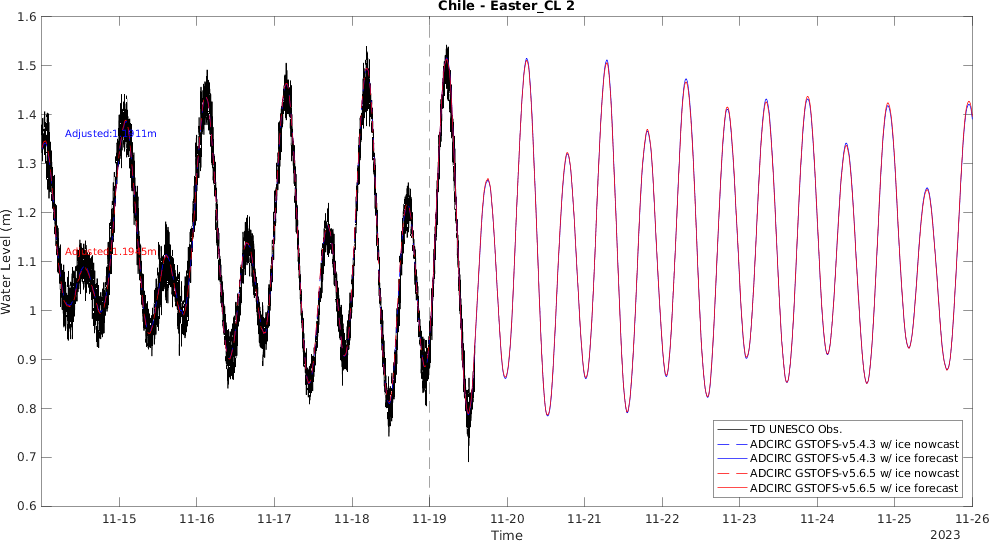 Chile - Easter_CL 2
1.6
1.5
1.4
1.3
1.2
1.1
1
0.9
0.8
0.7
0.6
Water Level (m)
Adjusted:
Adjusted:1.1945m
TD UNESCO Obs.
ADCIRC GSTOFS-v5.4.3 w/ ice nowcast
ADCIRC GSTOFS-v5.4.3 w/ ice forecast
ADCIRC GSTOFS-v5.6.5 w/ ice nowcast
ADCIRC GSTOFS-v5.6.5 w/ ice forecast
11-15
11-16
11-17
11-18
11-19
11-20
11-21
11-22
11-23
11-24
11-25
11-26
Time
2023